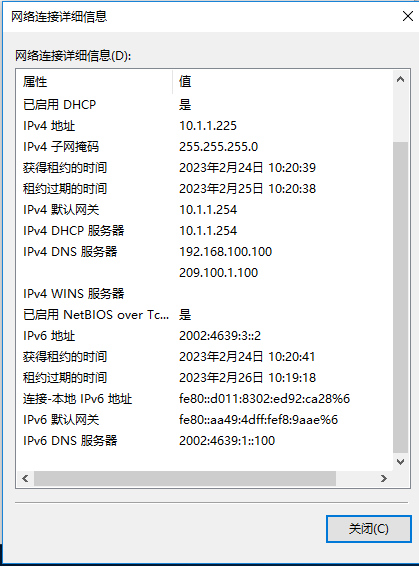 网络连接详细信息
网络连接详细信息(D):
属性 值
已启用 DHCP 是
IPv4 地址 10.1.1.225
IPv4 子网掩码 255.255.255.0
获得租约的时间 2023年2月24日 10:20:39
租约过期的时间 2023年2月25日 10:20:38
IPv4 默认网关 10.1.1.254
IPv4 DHCP 服务器 10.1.1.254
IPv4 DNS 服务器 192.168.100.100
209.100.1.100
IPv4 WINS 服务器
已启用 NetBIOS over Tc... 是
IPv6 地址 2002:4639:3::2
获得租约的时间 2023年2月24日 10:20:41
租约过期的时间 2023年2月26日 10:19:18
连接-本地 IPv6 地址 fe80::d011:8302:ed92:ca28%6
IPv6 默认网关 fe80::aa49:4dff:fef8:9aae%6
IPv6 DNS 服务器 2002:4639:1::100
关闭(C)